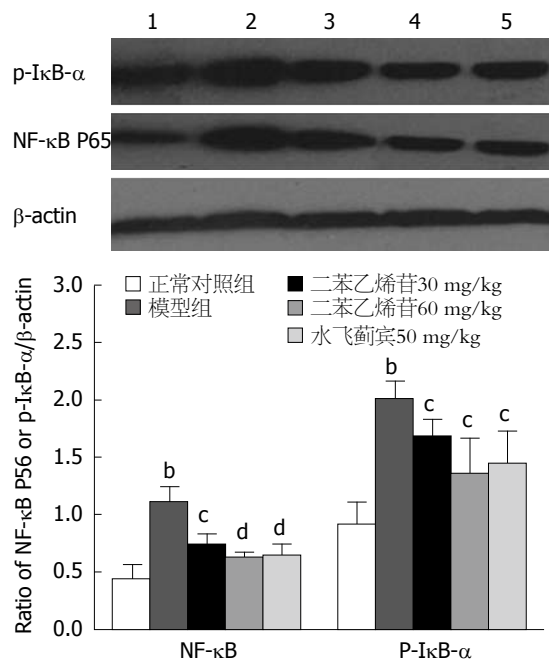 1 2 3 4 5
p-IκB-α
NF-κB P65
β-actin
3.0
2.5
2.0
1.5
1.0
0.5
0.0
Ratio of NF-κB P56 or p-IκB-α/β-actin
正常对照组
模型组
二苯乙烯苷30 mg/kg
二苯乙烯苷60 mg/kg
水飞蓟宾50 mg/kg
b c d d
b c c c
NF-κB P-IκB-α